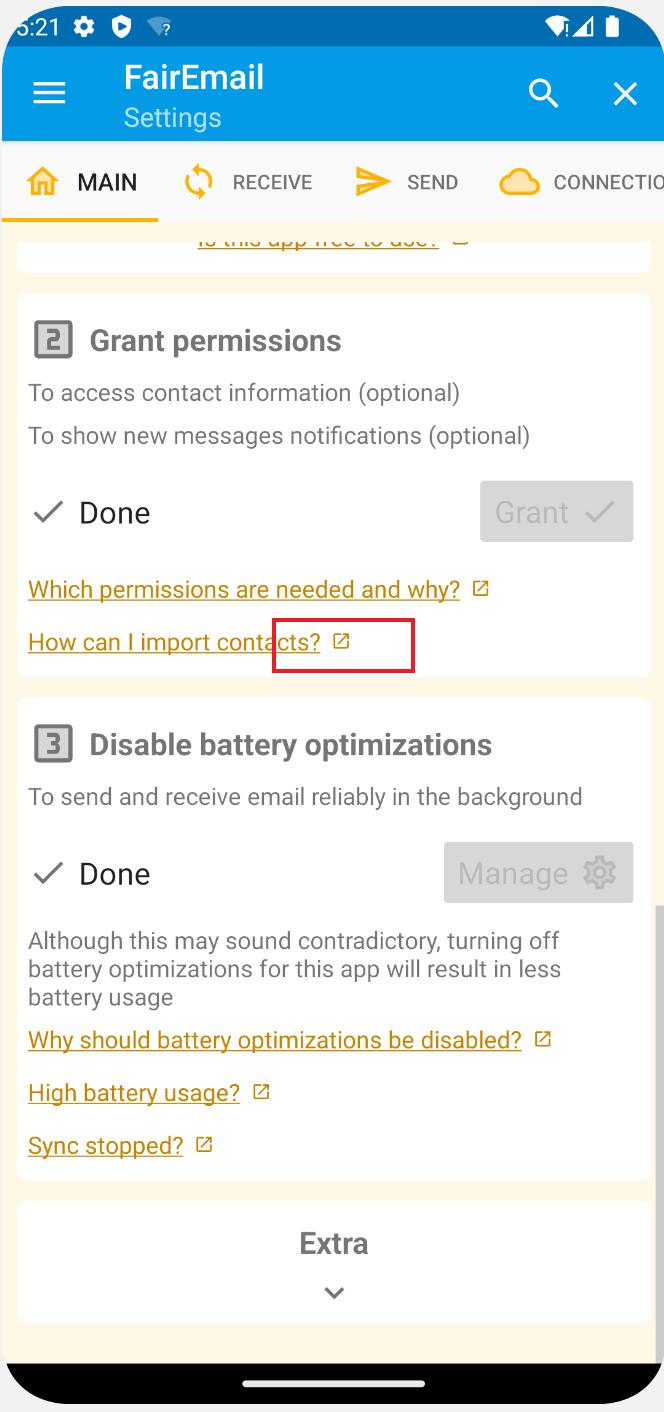 5:21
FairEmail
Settings
MAIN RECEIVE SEND CONNECTIO
Is this app free to use?
2 Grant permissions
To access contact information (optional)
To show new messages notifications (optional)
Done Grant
Which permissions are needed and why?
How can I import contacts?
3 Disable battery optimizations
To send and receive email reliably in the background
Done Manage
Although this may sound contradictory, turning off
battery optimizations for this app will result in less
battery usage
Why should battery optimizations be disabled?
High battery usage?
Sync stopped?
Extra